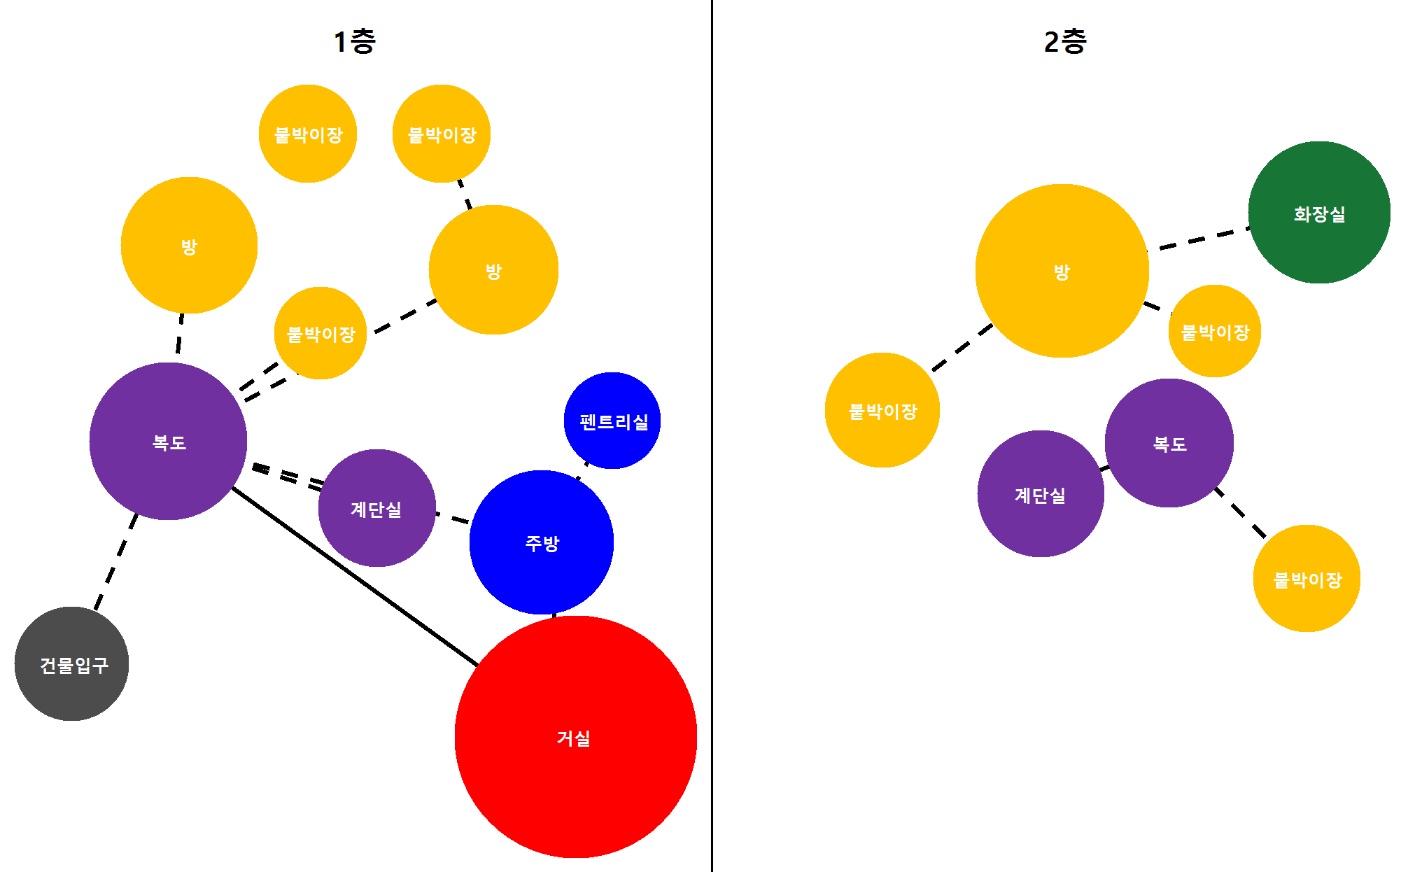 1층
붙박이장
붙박이장
방
방
붙박이장
펜트리실
복도
계단실
주방
건물입구
거실
2층
화장실
방
붙박이장
붙박이장
복도
계단실
붙박이장